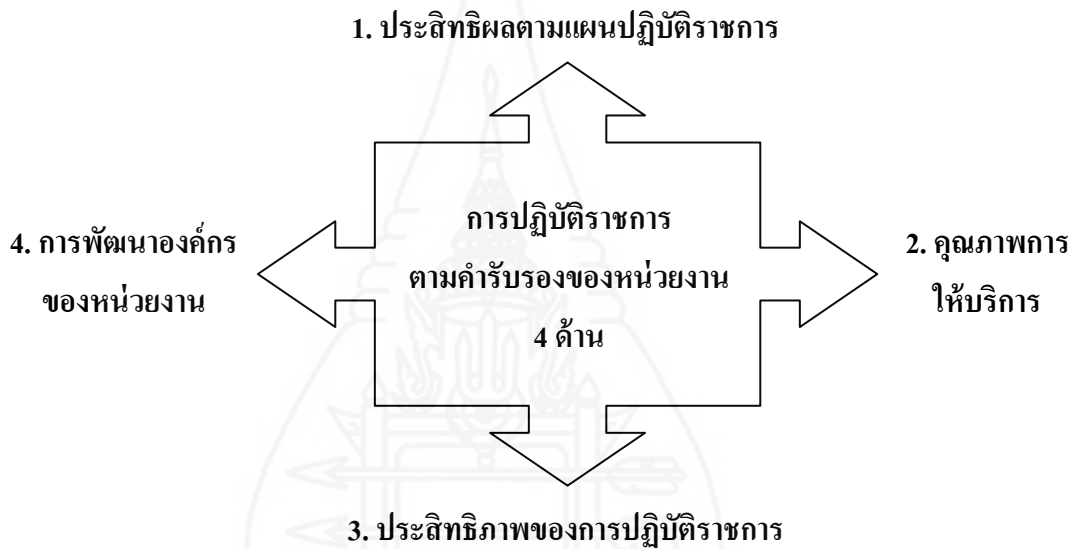 1. ประสิทธิผลตามแผนปฏิบัติราชการ
การปฏิบัติราชการ
ตามคำรับรองของหน่วยงาน
4 ด้าน
4. การพัฒนาองค์กร
ของหน่วยงาน
2. คุณภาพการ
ให้บริการ
3. ประสิทธิภาพของการปฏิบัติราชการ